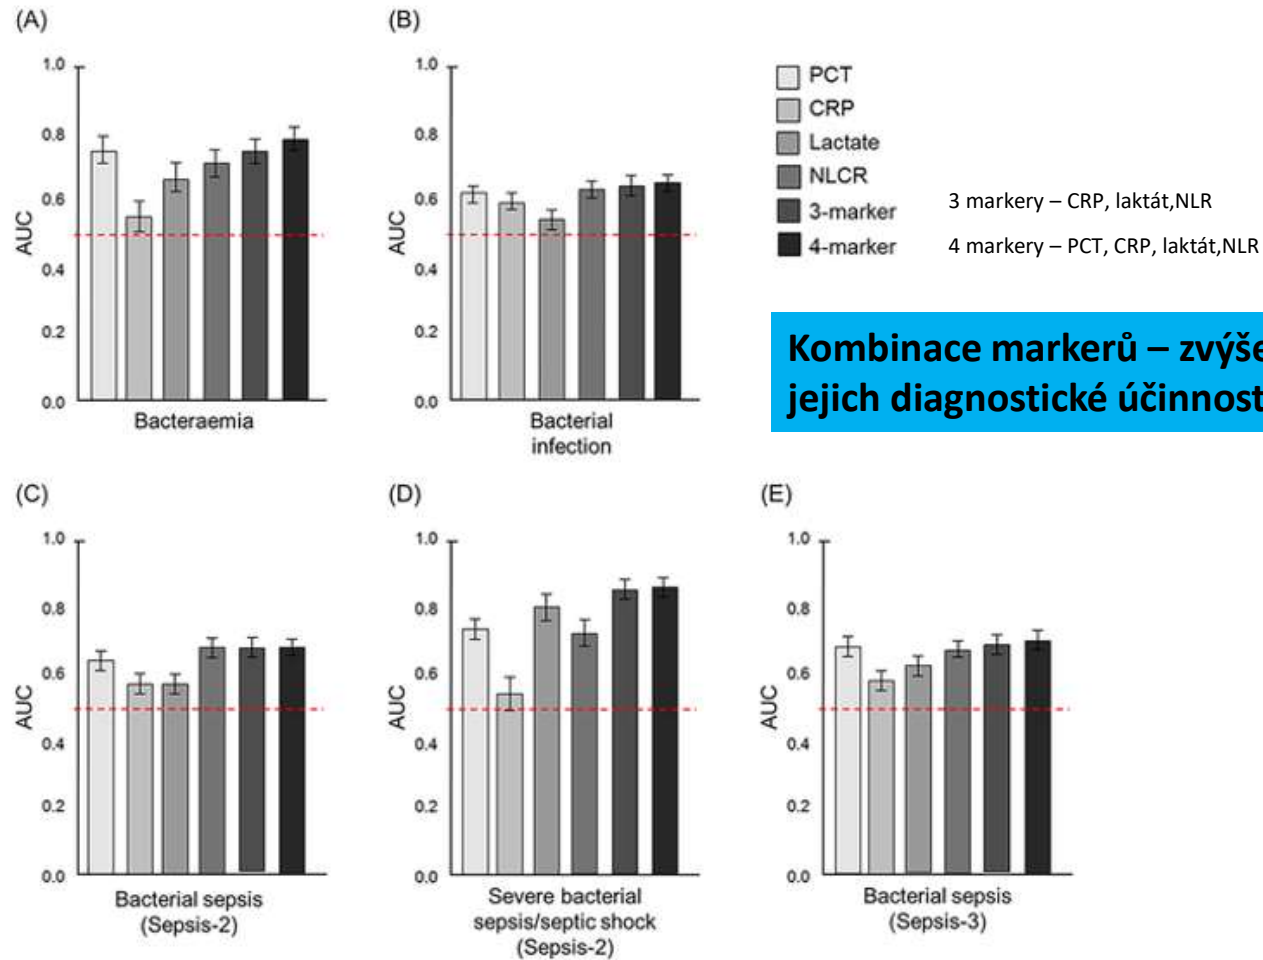 (A)
1.0
0.8
0.6
0.4
0.2
0.0
AUC
Bacteraemia
(B)
1.0
0.8
0.6
0.4
0.2
0.0
AUC
Bacterial
infection
PCT
CRP
Lactate
NLCR
3-marker
4-marker
3 markery – CRP, laktát,NLR
4 markery – PCT, CRP, laktát,NLR
Kombinace markerů – zvýše
jejich diagnostické účinnost
(C)
1.0
0.8
0.6
0.4
0.2
0.0
AUC
Bacterial sepsis
(Sepsis-2)
(D)
1.0
0.8
0.6
0.4
0.2
0.0
AUC
Severe bacterial
sepsis/septic shock
(Sepsis-2)
(E)
1.0
0.8
0.6
0.4
0.2
0.0
AUC
Bacterial sepsis
(Sepsis-3)